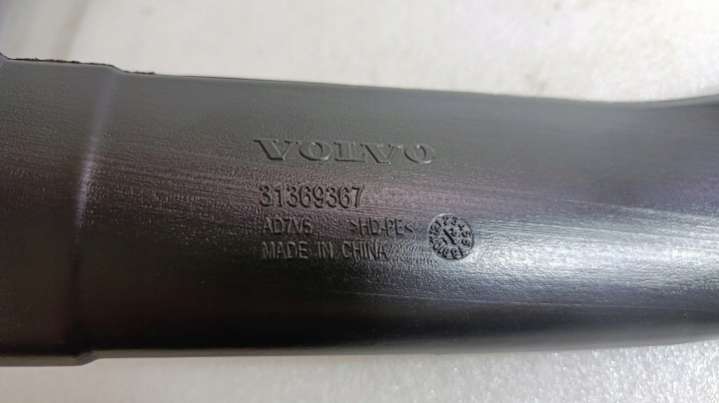 VOLVO
31369367
AD7V6 >HD-PE<
MADE IN CHINA